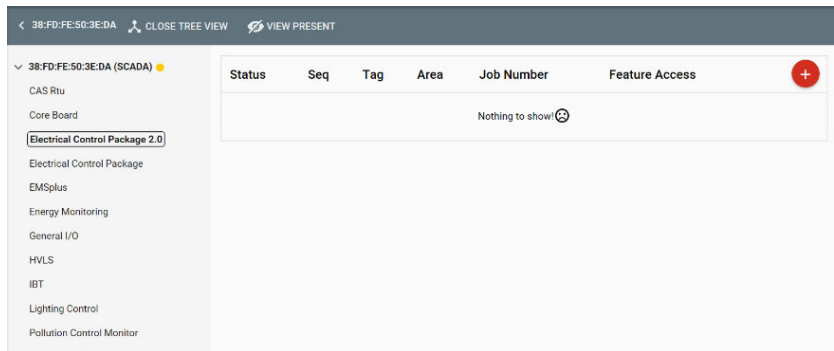 38:FD:FE:50:3E:DA CLOSE TREE VIEW VIEW PRESENT
38:FD:FE:50:3E:DA (SCADA)
CAS Rtu
Core Board
Electrical Control Package 2.0
Electrical Control Package
EMSplus
Energy Monitoring
General I/O
HVLS
IBT
Lighting Control
Pollution Control Monitor
Status Seq Tag Area Job Number Feature Access
Nothing to show!